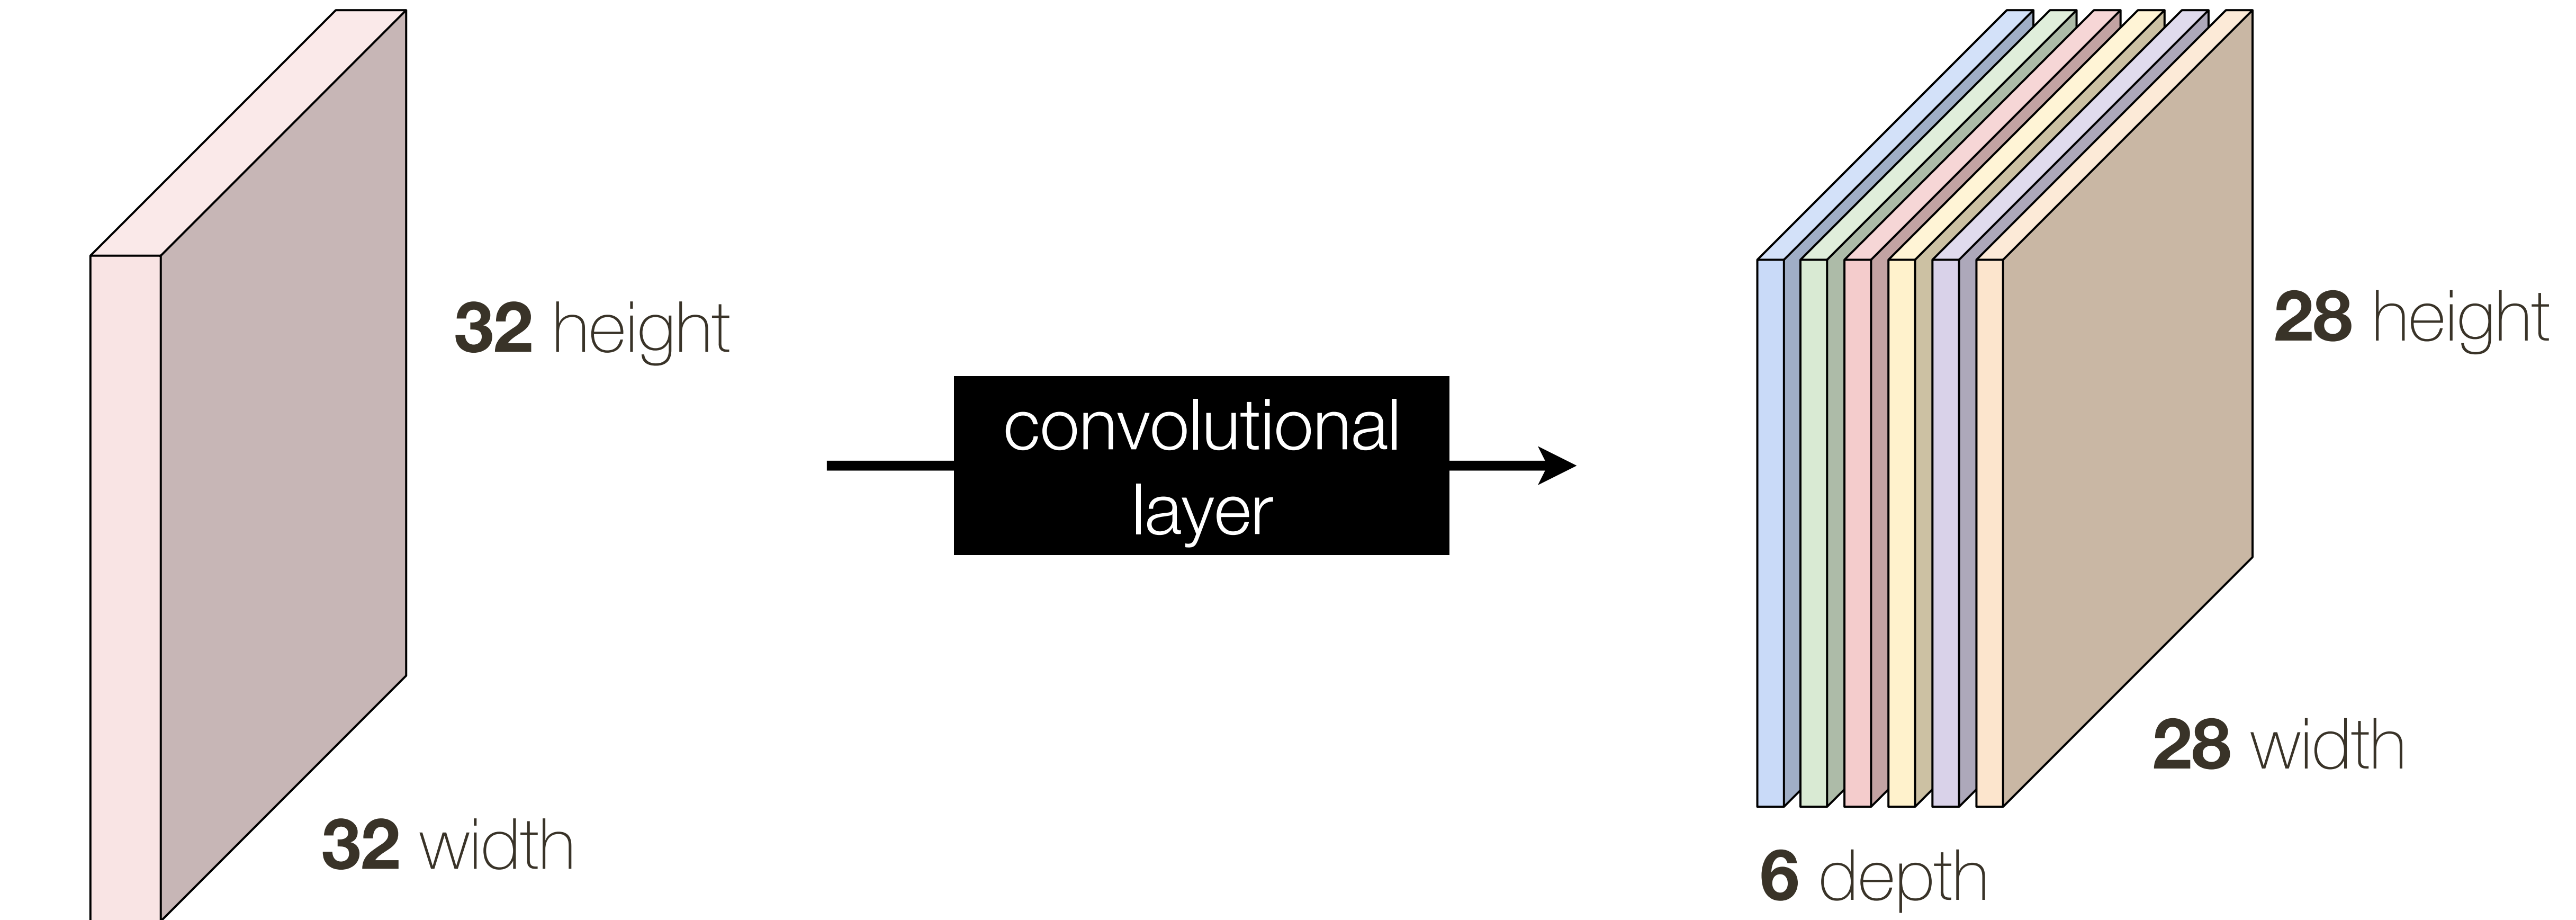 32 height
32 width
convolutional
layer
28 height
28 width
6 depth